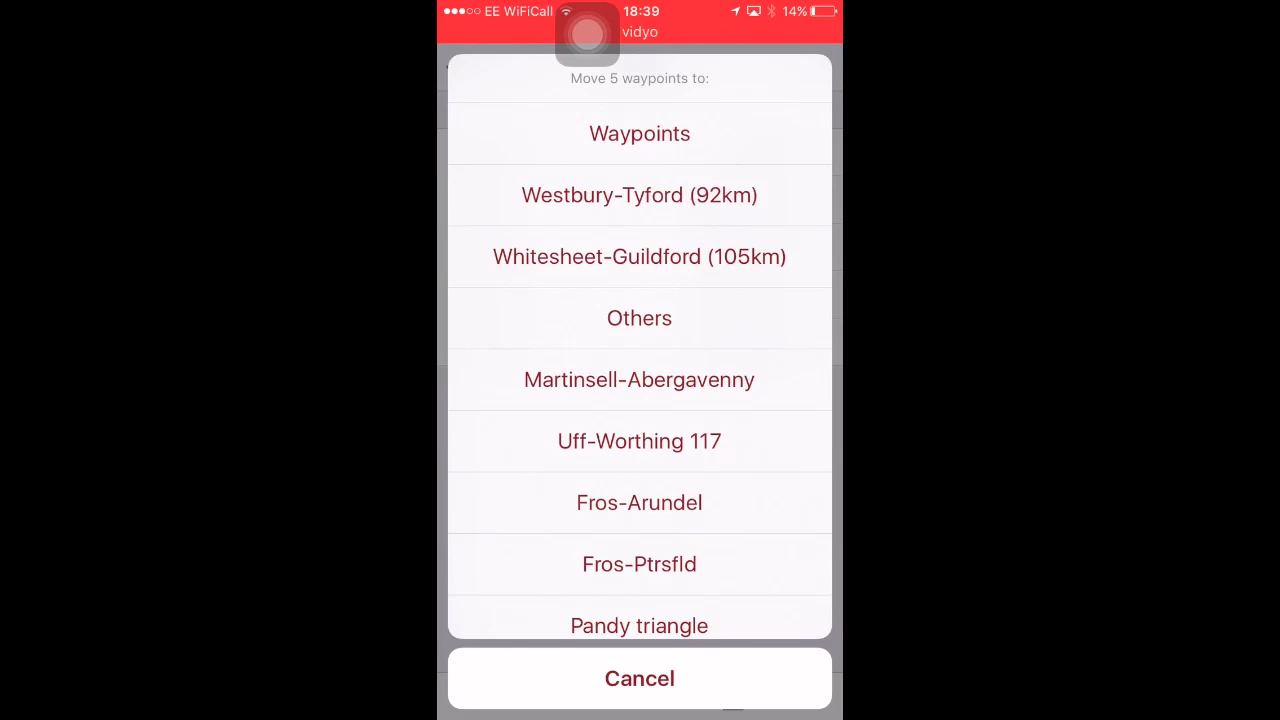 EE WiFiCall 18:39 14%
vidyo
Move 5 waypoints to:
Waypoints
Westbury-Tyford (92km)
Whitesheet-Guildford (105km)
Others
Martinsell-Abergavenny
Uff-Worthing 117
Fros-Arundel
Fros-Ptrsfld
Pandy triangle
Cancel